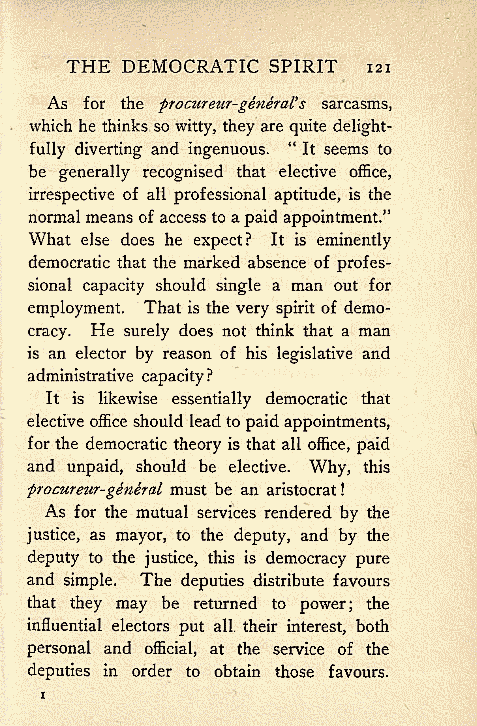 THE DEMOCRATIC SPIRIT 121
As for the procureur-général's sarcasms,
which he thinks so witty, they are quite delight-
fully diverting and ingenuous. “ It seems to
be generally recognised that elective office,
irrespective of all professional aptitude, is the
normal means of access to a paid appointment.”
What else does he expect? It is eminently
democratic that the marked absence of profes-
sional capacity should single a man out for
employment. That is the very spirit of demo-
cracy. He surely does not think that a man
is an elector by reason of his legislative and
administrative capacity?
It is likewise essentially democratic that
elective office should lead to paid appointments,
for the democratic theory is that all office, paid
and unpaid, should be elective. Why, this
procureur-général must be an aristocrat!
As for the mutual services rendered by the
justice, as mayor, to the deputy, and by the
deputy to the justice, this is democracy pure
and simple. The deputies distribute favours
that they may be returned to power; the
influential electors put all their interest, both
personal and official, at the service of the
deputies in order to obtain those favours.
I